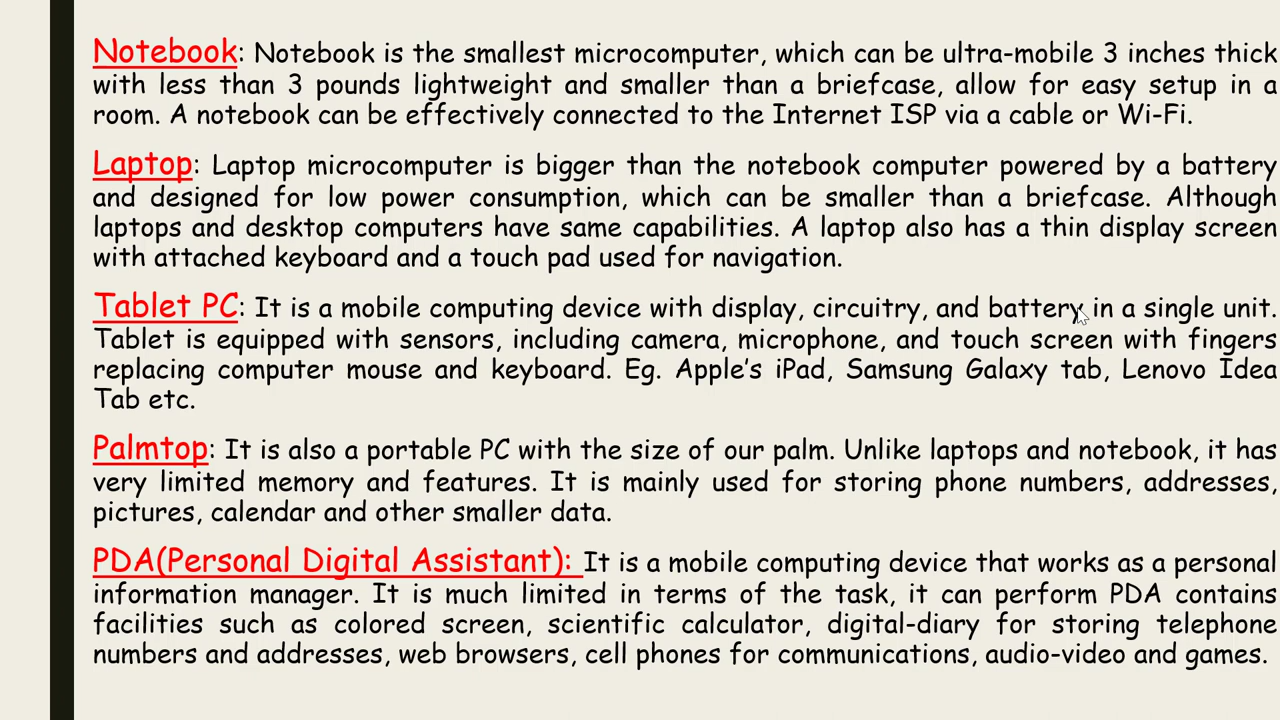 Notebook: Notebook is the smallest microcomputer, which can be ultra-mobile 3 inches thick
with less than 3 pounds lightweight and smaller than a briefcase, allow for easy setup in a
room. A notebook can be effectively connected to the Internet ISP via a cable or Wi-Fi.
Laptop: Laptop microcomputer is bigger than the notebook computer powered by a battery
and designed for low power consumption, which can be smaller than a briefcase. Although
laptops and desktop computers have same capabilities. A laptop also has a thin display screen
with attached keyboard and a touch pad used for navigation.
Tablet PC: It is a mobile computing device with display, circuitry, and battery in a single unit.
Tablet is equipped with sensors, including camera, microphone, and touch screen with fingers
replacing computer mouse and keyboard. Eg. Apple's iPad, Samsung Galaxy tab, Lenovo Idea
Tab etc.
Palmtop: It is also a portable PC with the size of our palm. Unlike laptops and notebook, it has
very limited memory and features. It is mainly used for storing phone numbers, addresses,
pictures, calendar and other smaller data.
PDA(Personal Digital Assistant): It is a mobile computing device that works as a personal
information manager. It is much limited in terms of the task, it can perform PDA contains
facilities such as colored screen, scientific calculator, digital-diary for storing telephone
numbers and addresses, web browsers, cell phones for communications, audio-video and games.